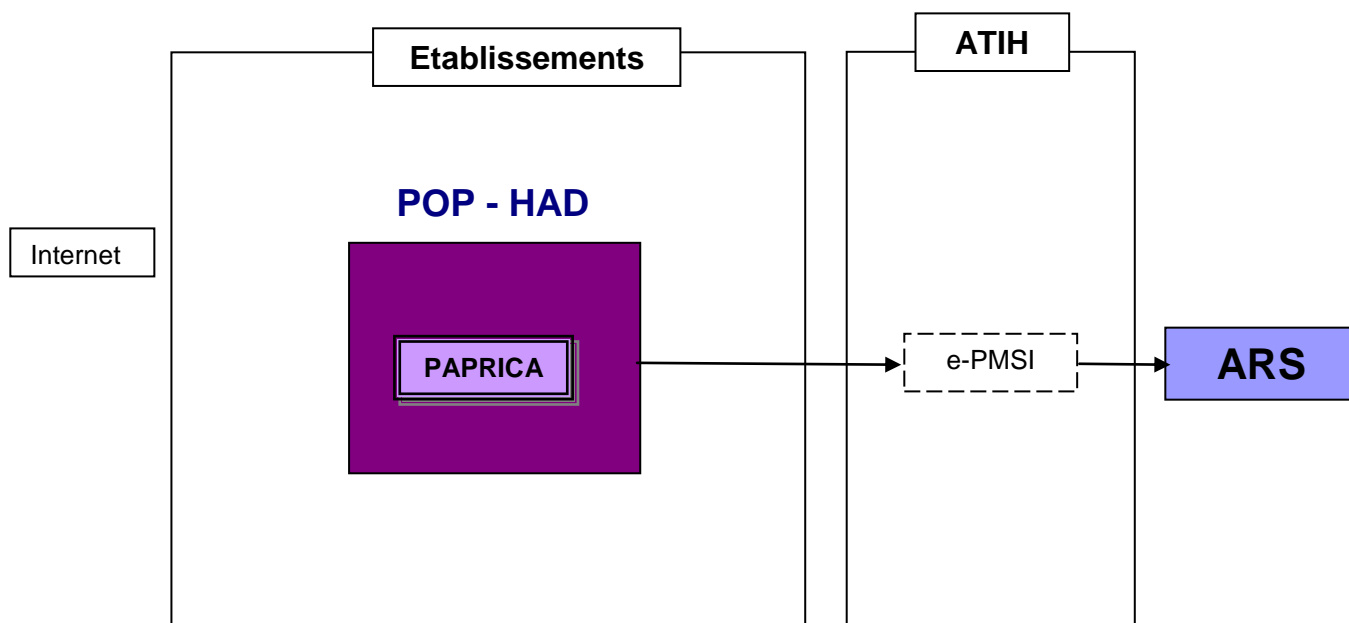 Etablissements
ATIH
POP - HAD
Internet
PAPRICA
e-PMSI
ARS